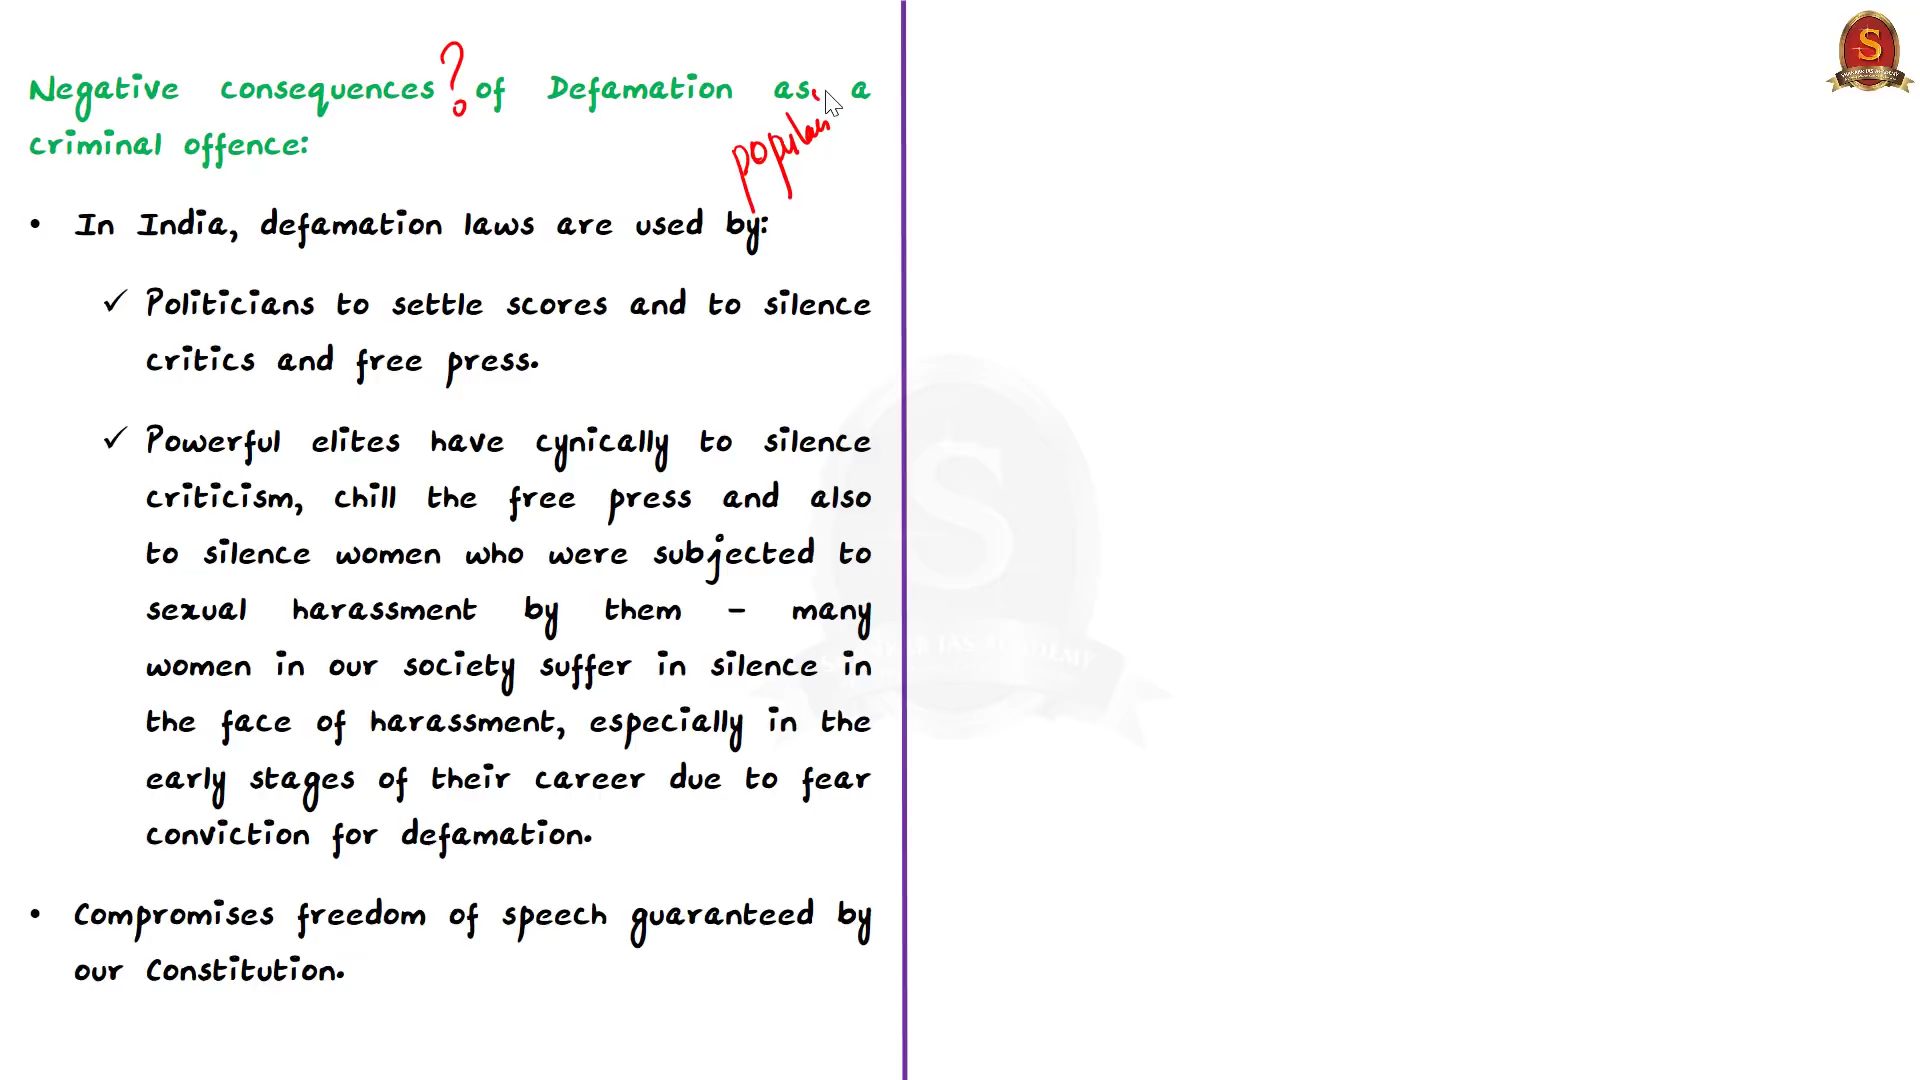 Negative consequences ? of Defamation as a
criminal offence:
• In India, defamation laws are used by:
✓ Politicians to settle scores and to silence
critics and free press.
✓ Powerful elites have cynically to silence
criticism, chill the free press and also
to silence women who were subjected to
sexual harassment by them – many
women in our society suffer in silence in
the face of harassment, especially in the
early stages of their career due to fear
conviction for defamation.
• Compromises freedom of speech guaranteed by
our Constitution.
S